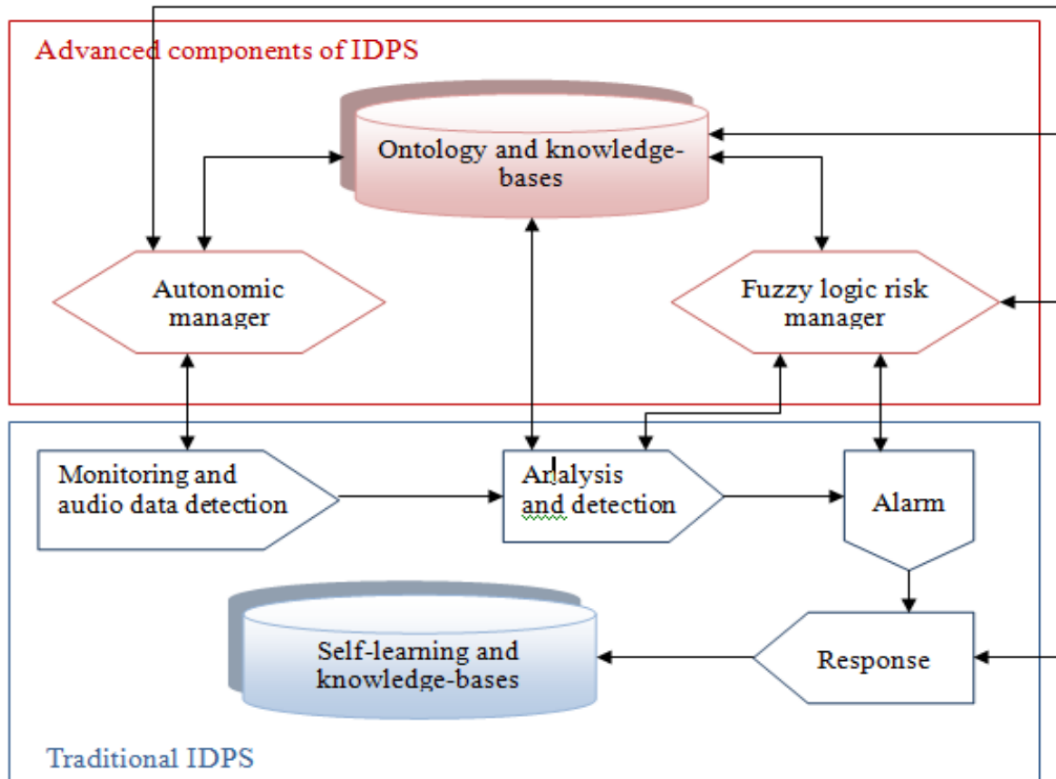 Advanced components of IDPS
Ontology and knowledge-
bases
Autonomic
manager
Fuzzy logic risk
manager
Monitoring and
audio data detection
Analysis
and detection
Alarm
Self-learning and
knowledge-bases
Response
Traditional IDPS